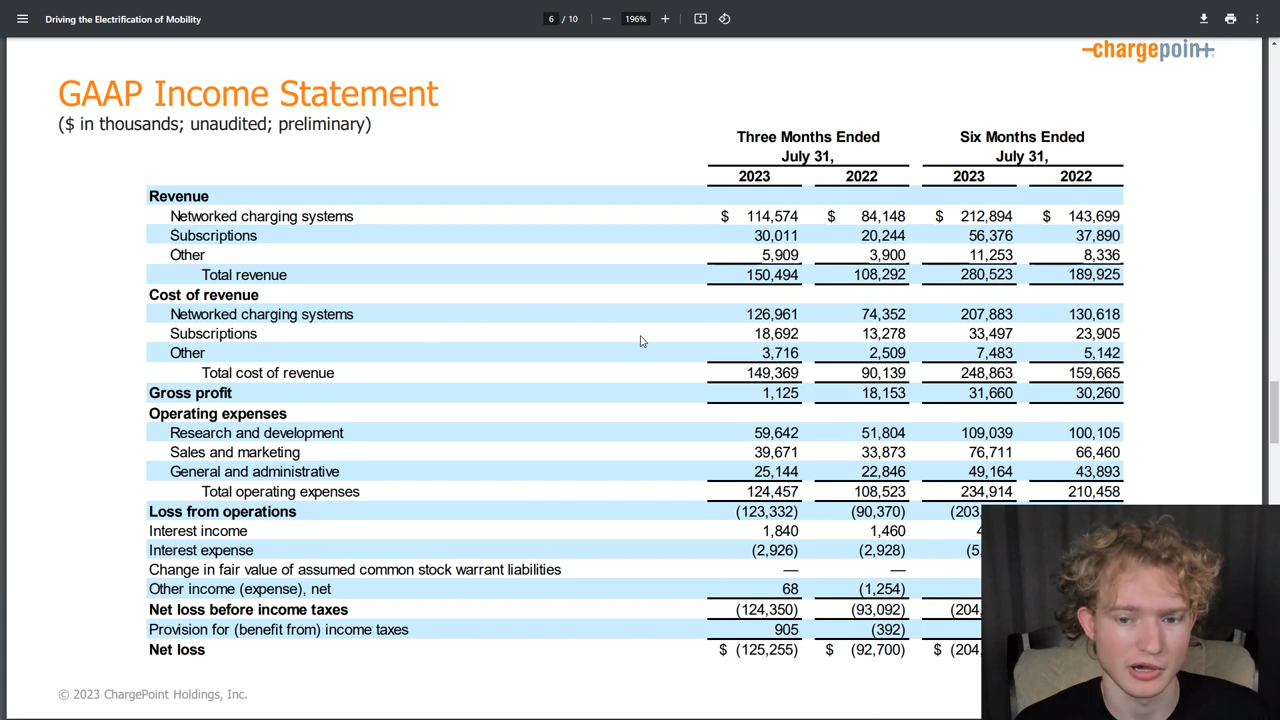 Driving the Electrification of Mobility
6 / 10
196%
-chargepoin+.
GAAP Income Statement
($ in thousands; unaudited; preliminary)
Three Months Ended July 31, Six Months Ended July 31,
2023 2022 2023 2022
Revenue
Networked charging systems $ 114,574 $ 84,148 $ 212,894 $ 143,699
Subscriptions 30,011 20,244 56,376 37,890
Other 5,909 3,900 11,253 8,336
Total revenue 150,494 108,292 280,523 189,925
Cost of revenue
Networked charging systems 126,961 74,352 207,883 130,618
Subscriptions 18,692 13,278 33,497 23,905
Other 3,716 2,509 7,483 5,142
Total cost of revenue 149,369 90,139 248,863 159,665
Gross profit 1,125 18,153 31,660 30,260
Operating expenses
Research and development 59,642 51,804 109,039 100,105
Sales and marketing 39,671 33,873 76,711 66,460
General and administrative 25,144 22,846 49,164 43,893
Total operating expenses 124,457 108,523 234,914 210,458
Loss from operations (123,332) (90,370) (203,
Interest income 1,840 1,460
Interest expense (2,926) (2,928) (5,
Change in fair value of assumed common stock warrant liabilities — —
Other income (expense), net 68 (1,254)
Net loss before income taxes (124,350) (93,092) (204,
Provision for (benefit from) income taxes 905 (392)
Net loss $ (125,255) $ (92,700) $ (204,
© 2023 ChargePoint Holdings, Inc.